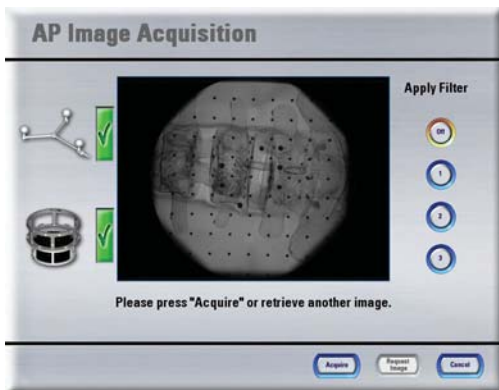 AP Image Acquisition
Apply Filter
Off
1
2
3
Please press "Acquire" or retrieve another image.
Acquire
Request
Image
Cancel